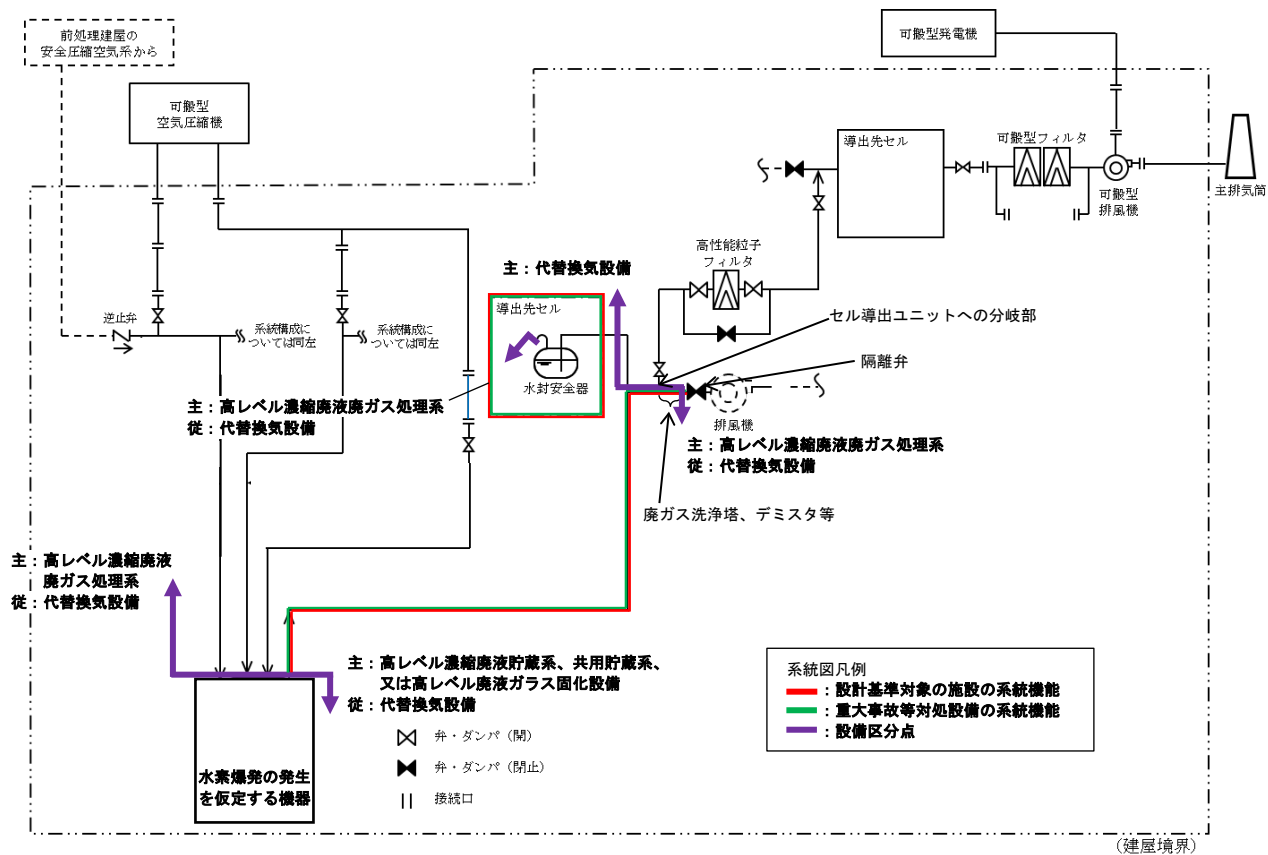 前処理建屋の
安全圧縮空気系から
可搬型
空気圧縮機
可搬型発電機
導出先セル
可搬型フィルタ
可搬型
排風機
主排気筒
高性能粒子
フィルタ
主：代替換気設備
導出先セル
水封安全器
逆止弁
系統構成に
ついては同左
系統構成に
ついては同左
セル導出ユニットへの分岐部
隔離弁
排風機
主：高レベル濃縮廃液廃ガス処理系
従：代替換気設備
主：高レベル濃縮廃液廃ガス処理系
従：代替換気設備
廃ガス洗浄塔、デミスタ等
主：高レベル濃縮廃液
廃ガス処理系
従：代替換気設備
主：高レベル濃縮廃液貯蔵系、共用貯蔵系、
又は高レベル廃液ガラス固化設備
従：代替換気設備
水素爆発の発生
を仮定する機器
弁・ダンパ（開）
弁・ダンパ（閉止）
接続口
系統図凡例
：設計基準対象の施設の系統機能
：重大事故等対処設備の系統機能
：設備区分点
（建屋境界）